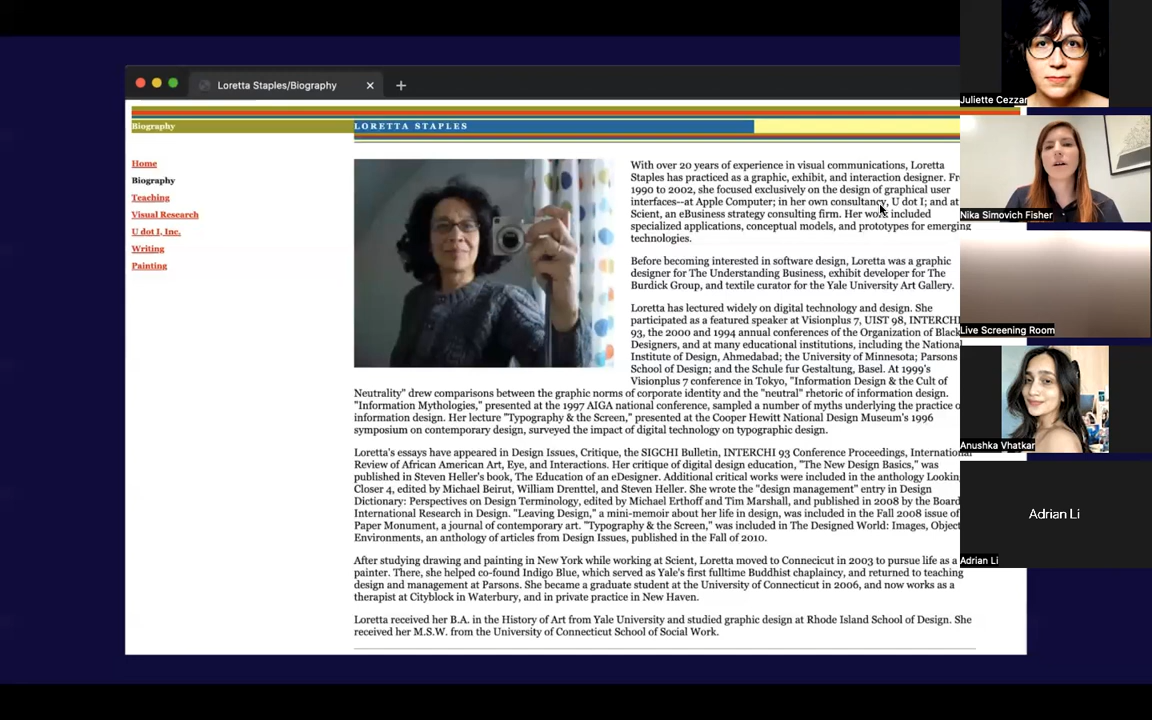 Loretta Staples/Biography
Biography
LORETTA STAPLES
Home
Biography
Teaching
Visual Research
U dot I, Inc.
Writing
Painting
With over 20 years of experience in visual communications, Loretta
Staples has practiced as a graphic, exhibit, and interaction designer. Fr
1990 to 2002, she focused exclusively on the design of graphical user
interfaces--at Apple Computer; in her own consultancy, U dot I; and at
Scient, an eBusiness strategy consulting firm. Her work included
specialized applications, conceptual models, and prototypes for emerging
technologies.
Before becoming interested in software design, Loretta was a graphic
designer for The Understanding Business, exhibit developer for The
Burdick Group, and textile curator for the Yale University Art Gallery.
Loretta has lectured widely on digital technology and design. She
participated as a featured speaker at Visionplus 7, UIST 98, INTERCHI
93, the 2000 and 1994 annual conferences of the Organization of Black
Designers, and at many educational institutions, including the National
Institute of Design, Ahmedabad; the University of Minnesota; Parsons
School of Design; and the Schule fur Gestaltung, Basel. At 1999's
Visionplus 7 conference in Tokyo, "Information Design & the Cult of
Neutrality" drew comparisons between the graphic norms of corporate identity and the "neutral" rhetoric of information design.
"Information Mythologies," presented at the 1997 AIGA national conference, sampled a number of myths underlying the practice o
information design. Her lecture "Typography & the Screen," presented at the Cooper Hewitt National Design Museum's 1996
symposium on contemporary design, surveyed the impact of digital technology on typographic design.
Loretta's essays have appeared in Design Issues, Critique, the SIGCHI Bulletin, INTERCHI 93 Conference Proceedings, Internation
Review of African American Art, Eye, and Interactions. Her critique of digital design education, "The New Design Basics," was
published in Steven Heller's book, The Education of an eDesigner. Additional critical works were included in the anthology Lookin
Closer 4, edited by Michael Beirut, William Drenttel, and Steven Heller. She wrote the "design management" entry in Design
Dictionary: Perspectives on Design Terminology, edited by Michael Erthoff and Tim Marshall, and published in 2008 by the Board
International Research in Design. "Leaving Design," a mini-memoir about her life in design, was included in the Fall 2008 issue of
Paper Monument, a journal of contemporary art. "Typography & the Screen," was included in The Designed World: Images, Object
Environments, an anthology of articles from Design Issues, published in the Fall of 2010.
After studying drawing and painting in New York while working at Scient, Loretta moved to Connecicut in 2003 to pursue life as a
painter. There, she helped co-found Indigo Blue, which served as Yale's first fulltime Buddhist chaplaincy, and returned to teaching
design and management at Parsons. She became a graduate student at the University of Connecticut in 2006, and now works as a
therapist at Cityblock in Waterbury, and in private practice in New Haven.
Loretta received her B.A. in the History of Art from Yale University and studied graphic design at Rhode Island School of Design. She
received her M.S.W. from the University of Connecticut School of Social Work.
Juliette Cezzar
Nika Simovich Fisher
Live Screening Room
Anushka Vhatkar
Adrian Li
Adrian Li